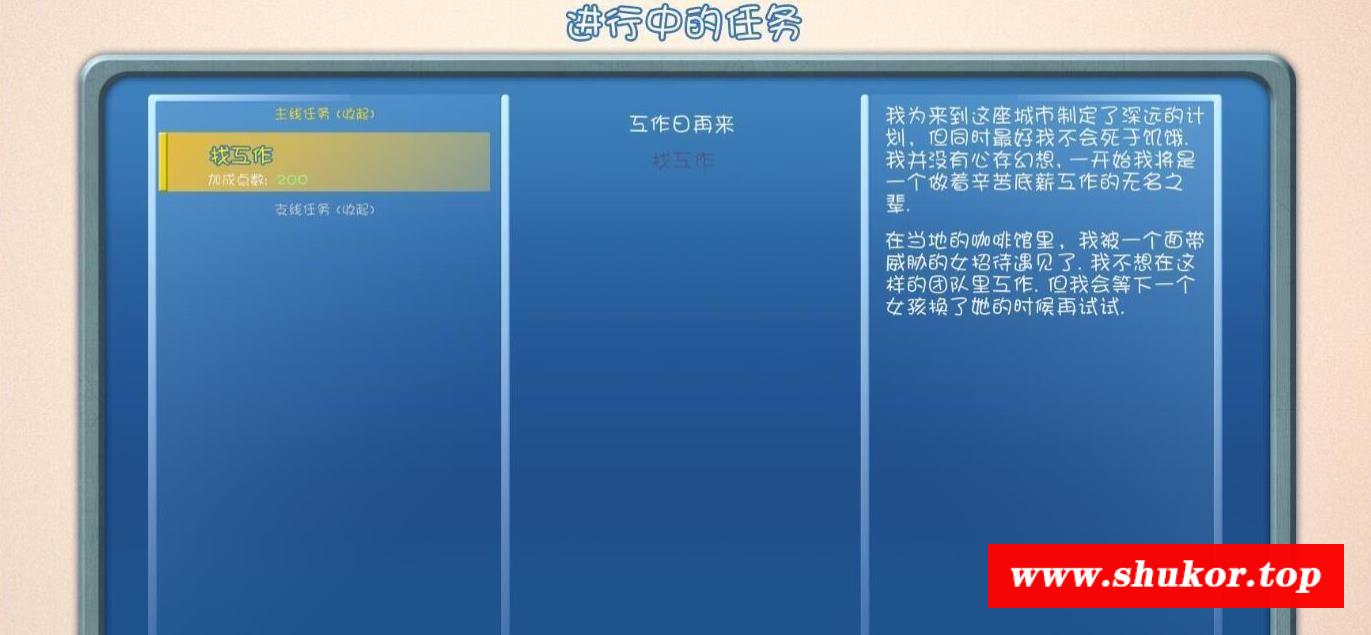 进行中的任务
主线任务 (收起)
找工作
加成点数: 200
支线任务 (收起)
工作日再来
找工作
我为来到这座城市制定了深远的计
划, 但同时最好我不会死于饥饿.
我并没有心存幻想, 一开始我将是
一个做着辛苦底薪工作的无名之
辈.
在当地的咖啡馆里, 我被一个面带
威胁的女招待遇见了. 我不想在这
样的团队里工作. 但我会等下一个
女孩换了她的时候再试试.
www.shukor.top